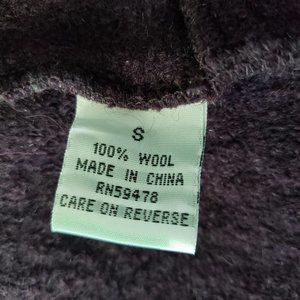 S
100% WOOL
MADE IN CHINA
RN59478
CARE ON REVERSE